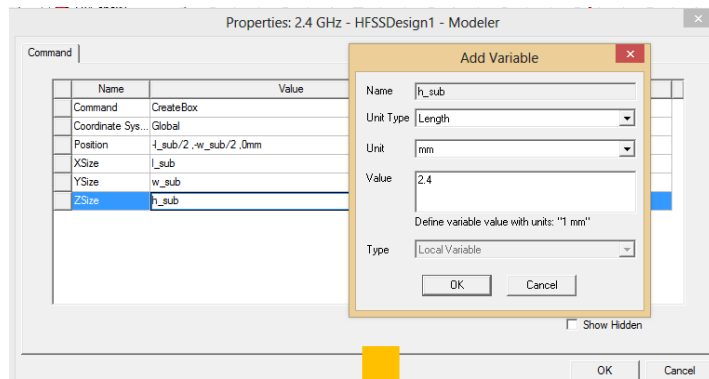 Properties: 2.4 GHz - HFSSDesign1 - Modeler
Command
Name Value
Command CreateBox
Coordinate Sys... Global
Position -l_sub/2 ,-w_sub/2 ,0mm
XSize l_sub
YSize w_sub
ZSize h_sub
Add Variable
Name h_sub
Unit Type Length
Unit mm
Value 2.4
Define variable value with units: "1 mm"
Type Local Variable
OK Cancel
Show Hidden
OK Cancel